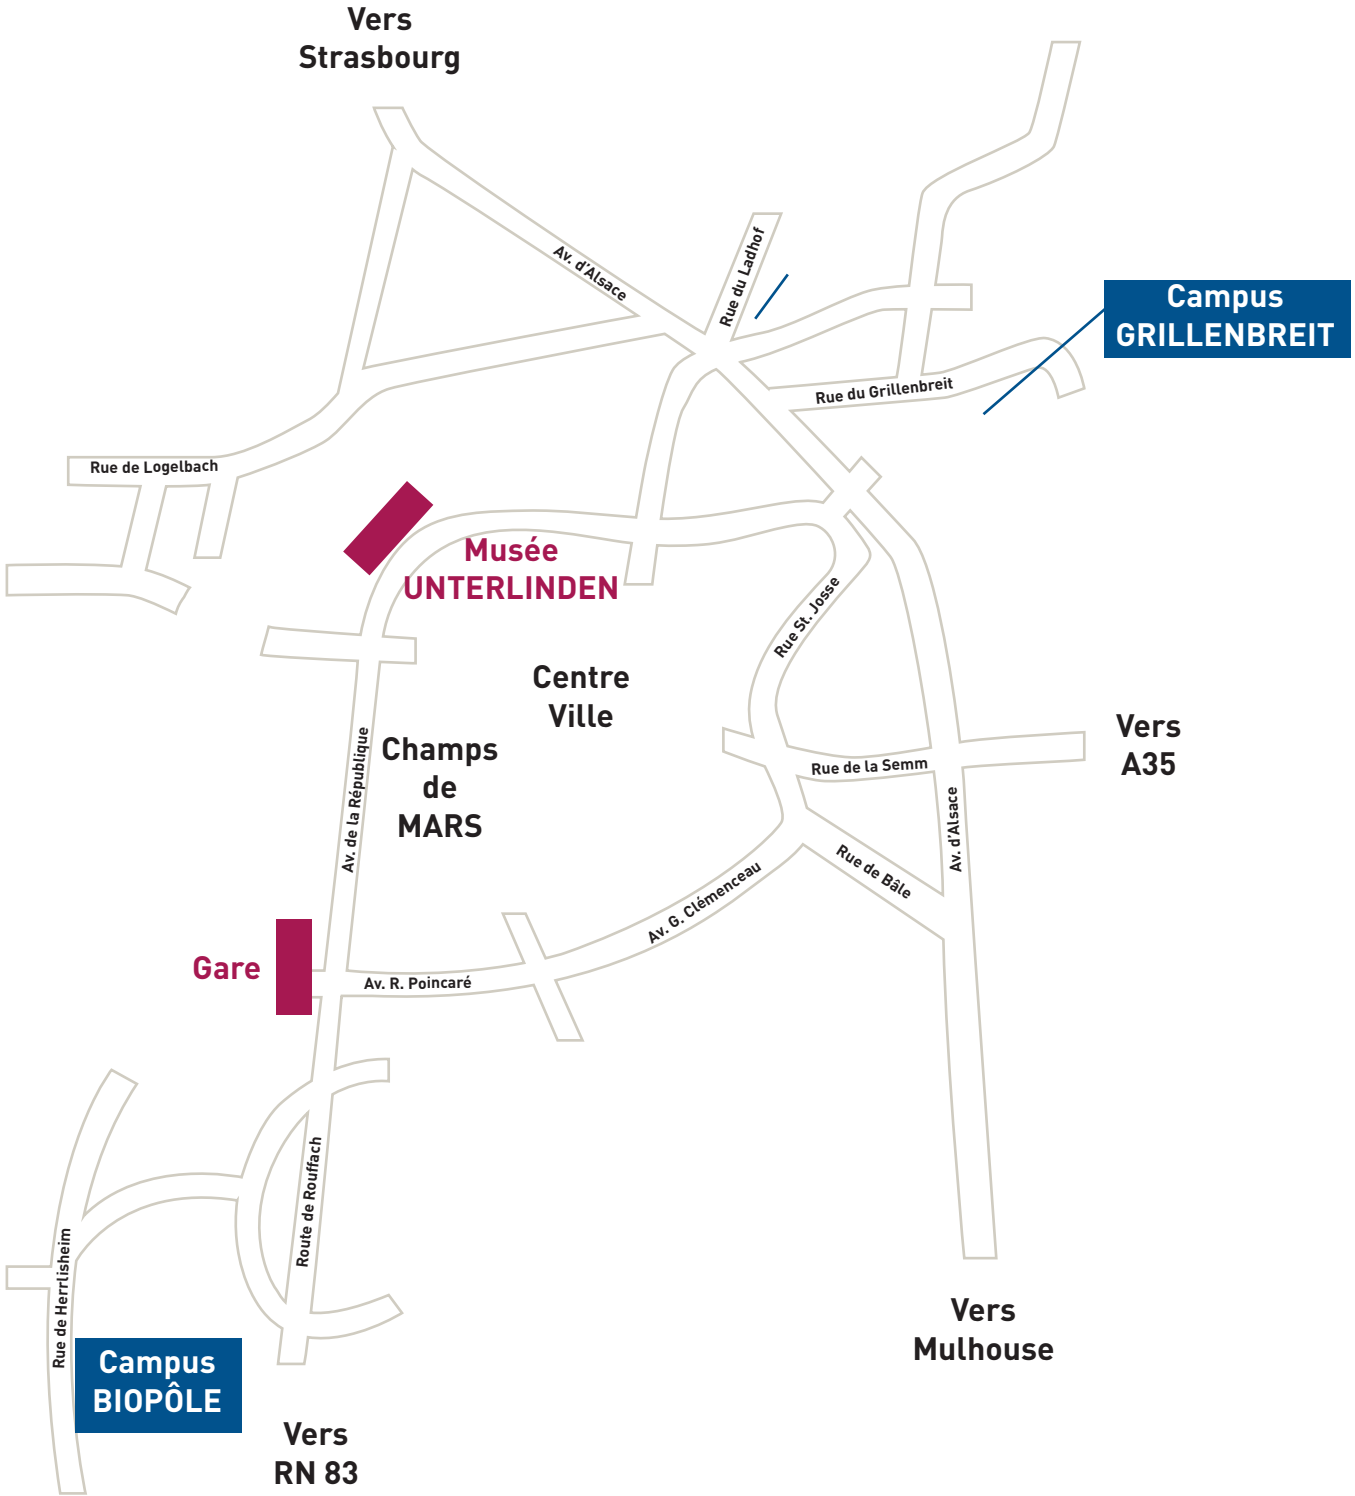 Vers
Strasbourg
Av. d'Alsace
Rue du Ladhof
Campus
GRILLENBREIT
Rue du Grillenbreit
Rue de Logelbach
Musée
UNTERLINDEN
Rue St. Josse
Centre
Ville
Vers
A35
Champs
de
MARS
Av. de la République
Rue de la Semm
Av. d'Alsace
Rue de Bâle
Av. G. Clémenceau
Gare
Av. R. Poincaré
Route de Rouffach
Rue de Herrlisheim
Vers
Mulhouse
Campus
BIOPÔLE
Vers
RN 83